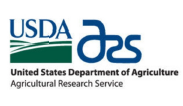 USDA ars
United States Department of Agriculture
Agricultural Research Service